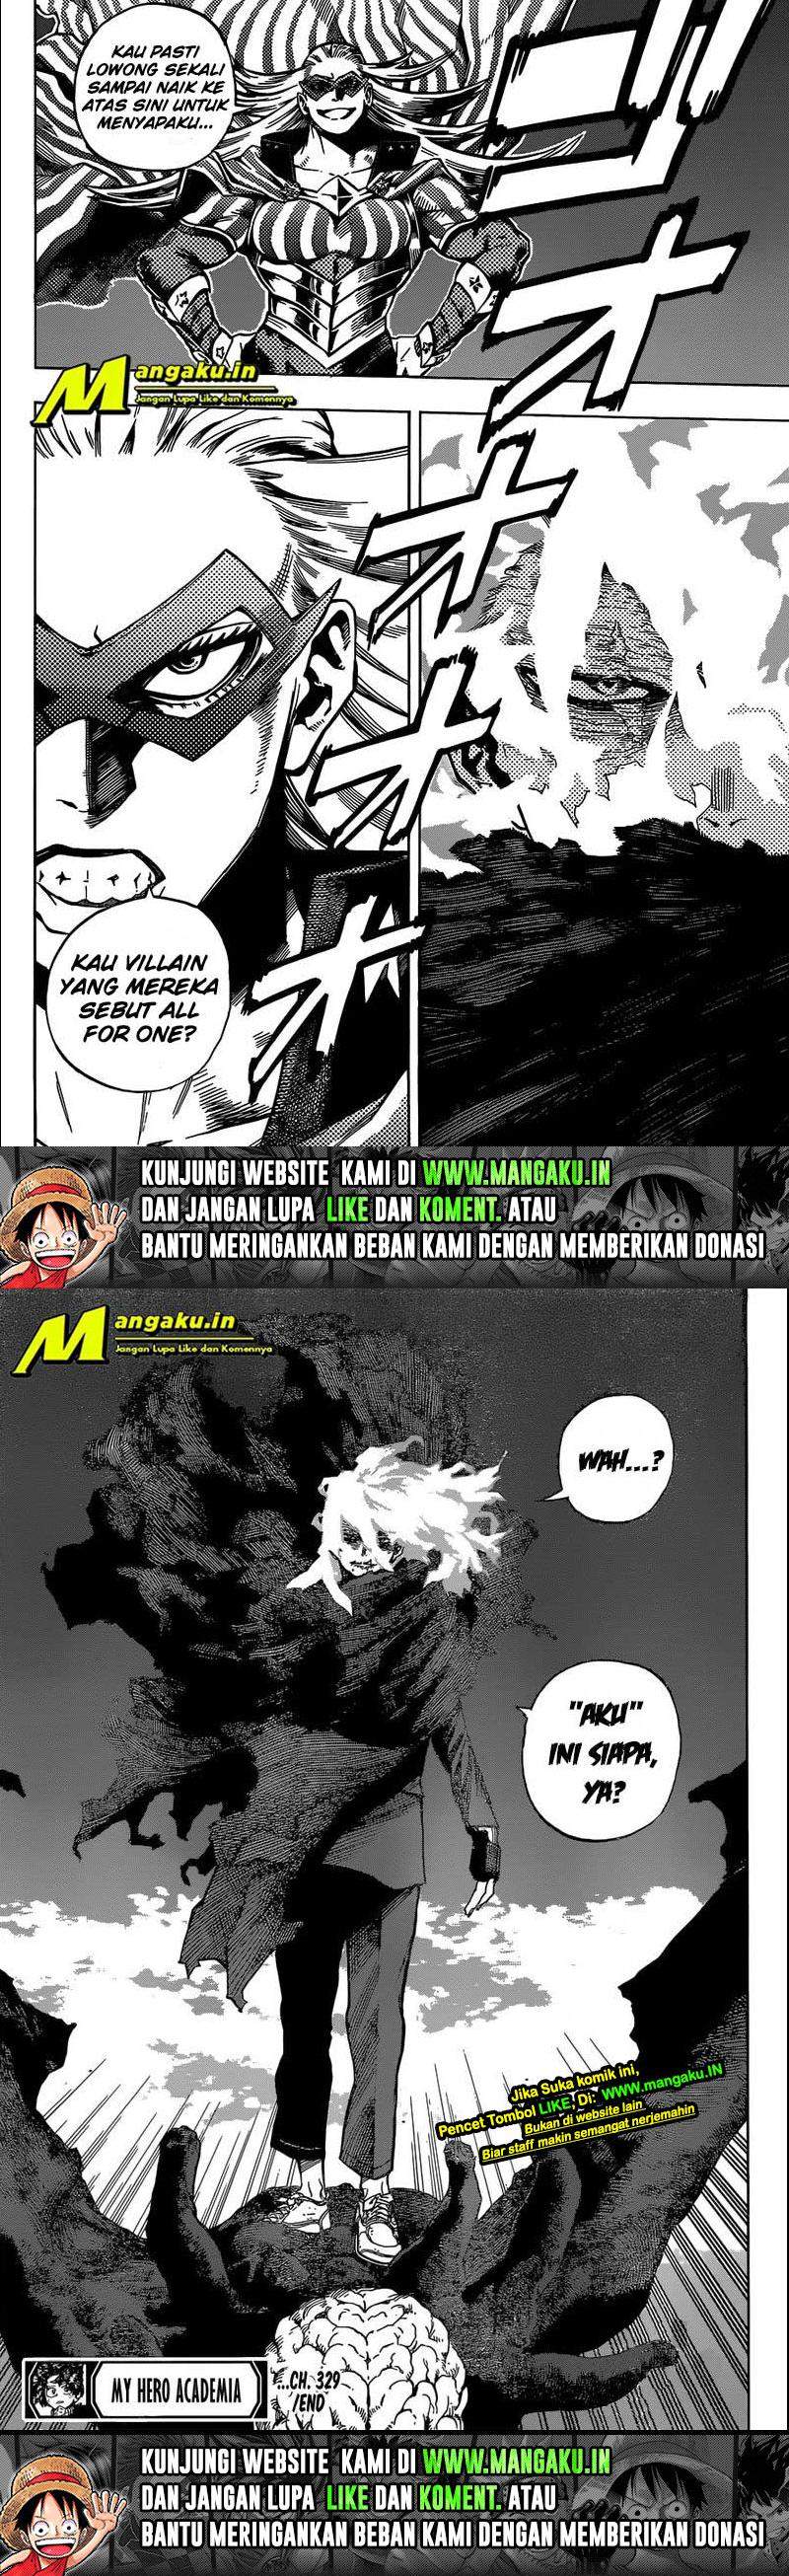 KAU PASTI
LOWONG SEKALI
SAMPAI NAIK KE
ATAS SINI UNTUK
MENYAPAKU...
ゴオオオオ
Mangaku.in
Jangan Lupa Like dan Komennya
KAU VILLAIN
YANG MEREKA
SEBUT ALL
FOR ONE?
KUNJUNGI WEBSITE KAMI DI WWW.MANGAKU.IN
DAN JANGAN LUPA LIKE DAN KOMENT. ATAU
BANTU MERINGANKAN BEBAN KAMI DENGAN MEMBERIKAN DONASI
Mangaku.in
Jangan Lupa Like dan Komennya
WAH...?
"AKU"
INI SIAPA,
YA?
Jika Suka komik ini,
Pencet Tombol LIKE, Di: WWW.mangaku.IN
Bukan di website lain
Biar staff makin semangat nerjemahin
MY HERO ACADEMIA
...CH. 329
/END
KUNJUNGI WEBSITE KAMI DI WWW.MANGAKU.IN
DAN JANGAN LUPA LIKE DAN KOMENT. ATAU
BANTU MERINGANKAN BEBAN KAMI DENGAN MEMBERIKAN DONASI